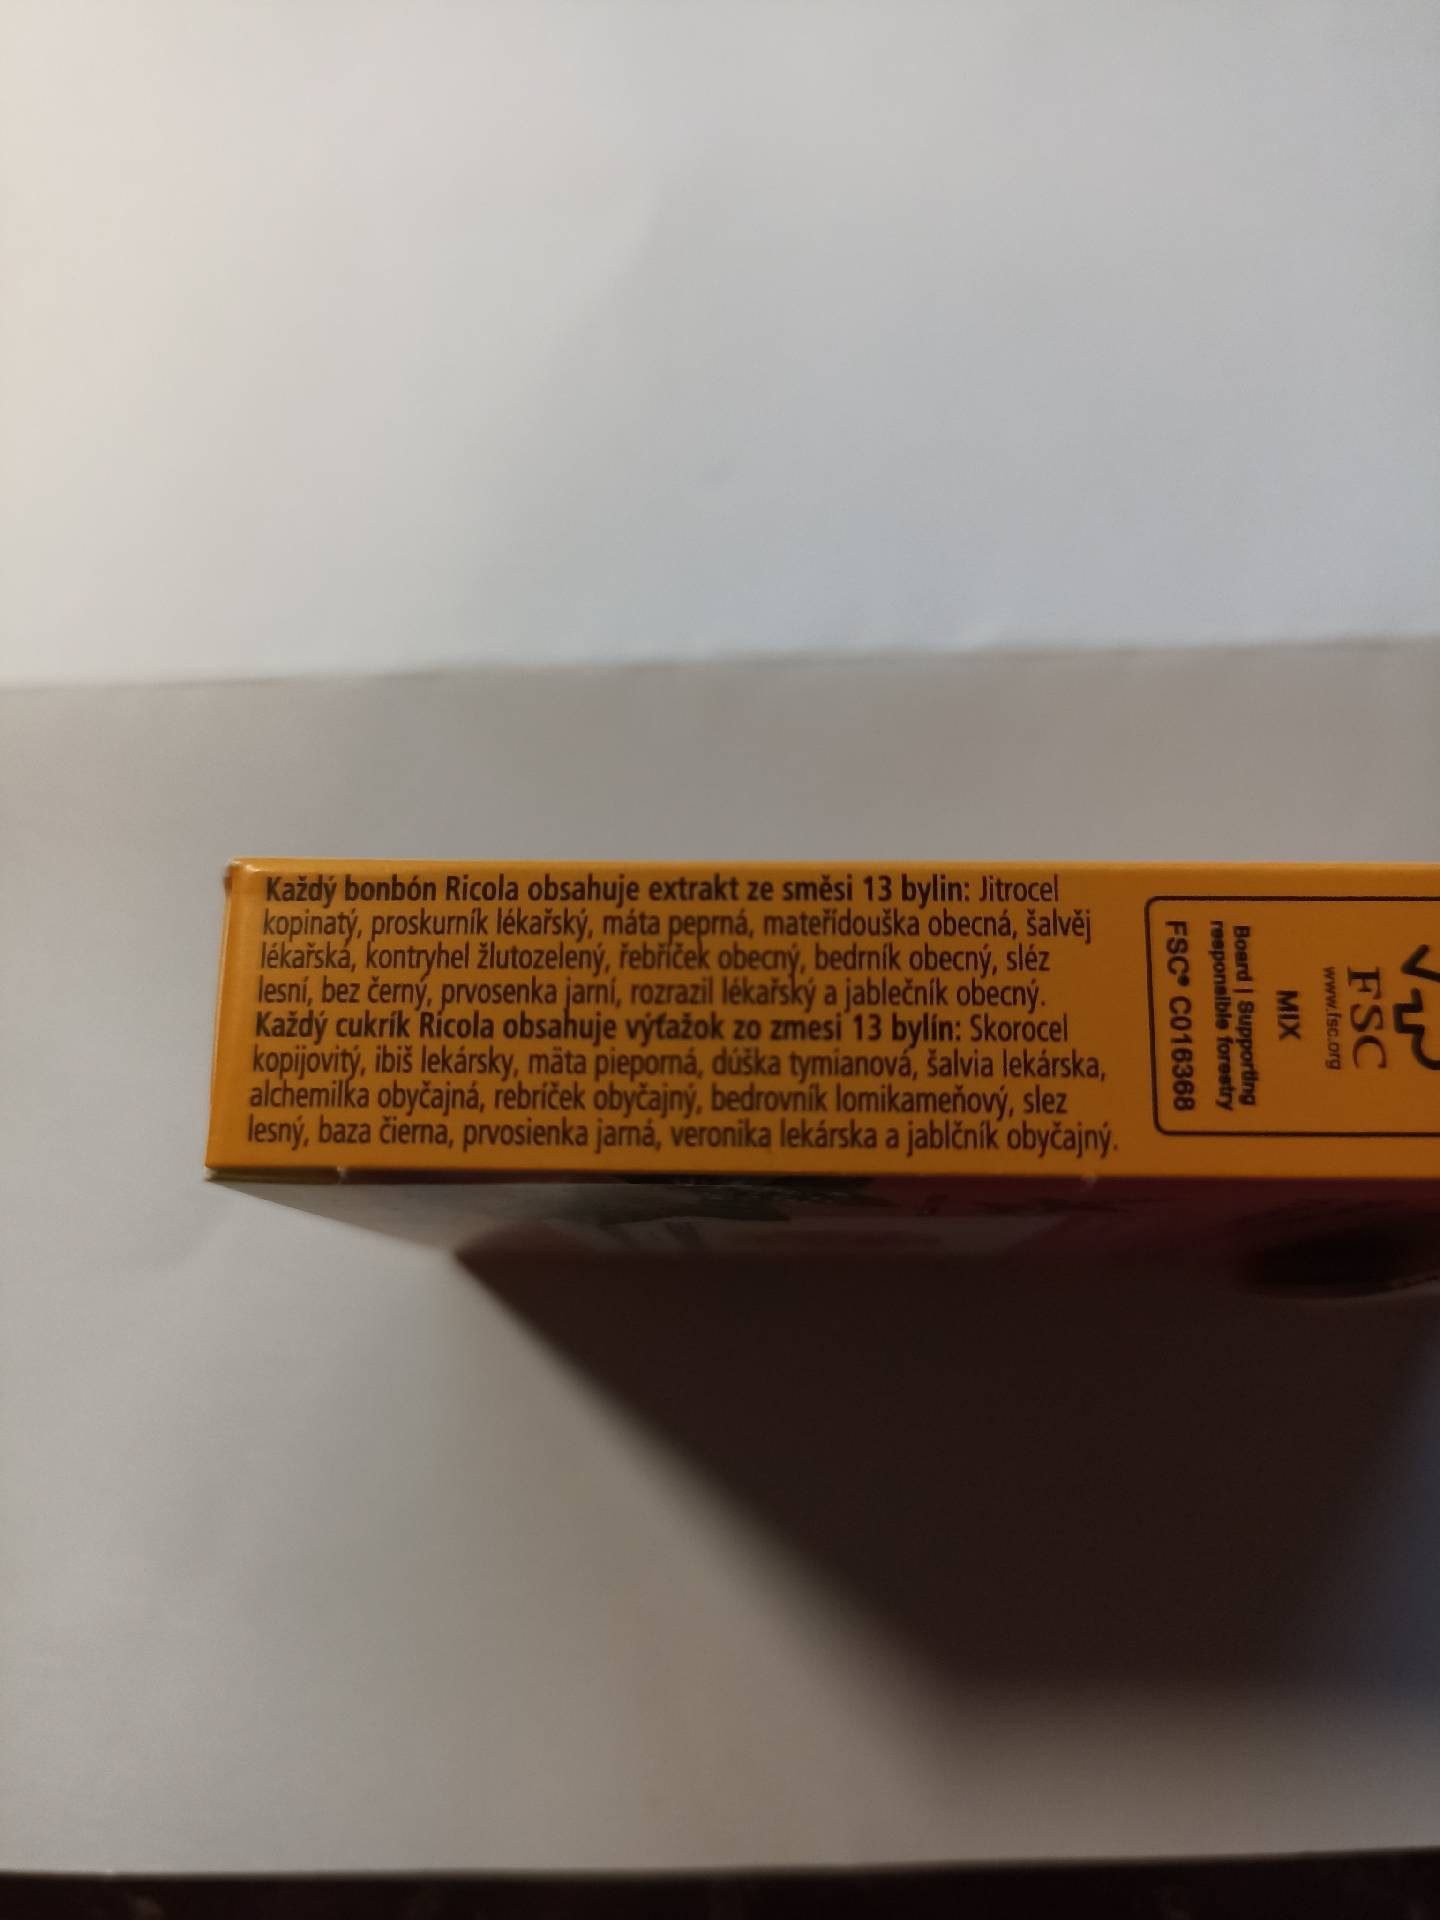 Každý bonbón Ricola obsahuje extrakt ze směsi 13 bylin: Jitrocel
kopinatý, proskurník lékařský, máta peprná, mateřídouška obecná, šalvěj
lékařská, kontryhel žlutozelený, řebříček obecný, bedrník obecný, sléz
lesní, bez černý, prvosenka jarní, rozrazil lékařský a jablečník obecný.
Každý cukrík Ricola obsahuje výťažok zo zmesi 13 bylín: Skorocel
kopijovitý, ibiš lekársky, mäta pieporná, dúška tymianová, šalvia lekárska,
alchemilka obyčajná, rebríček obyčajný, bedrovník lomikameňový, slez
lesný, baza čierna, prvosienka jarná, veronika lekárska a jablčník obyčajný.
FSC
www.fsc.org
MIX
Board | Supporting
responsible forestry
FSC® C016368